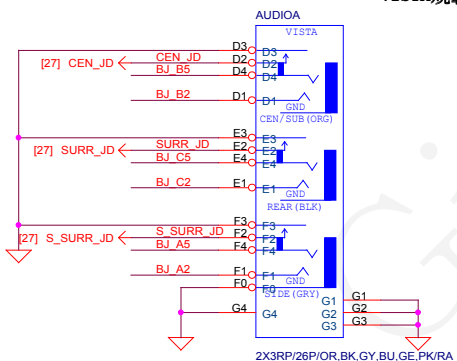 AUDIOA
VISTA
D3 D3
[27] CEN_JD CEN_JD D2 D2
BJ_B5 D4 D4
BJ_B2 D1 D1
GND
CEN/SUB(ORG)
E3 E3
[27] SURR_JD SURR_JD E2 E2
BJ_C5 E4 E4
BJ_C2 E1 E1
GND
REAR(BLK)
F3 F3
[27] S_SURR_JD S_SURR_JD F2 F2
BJ_A5 F4 F4
BJ_A2 F1 F1
GND
F0 F0
SIDE(GRY)
G4 G4
G1 G1
G2 G2
G3 G3
2X3RP/26P/OR,BK,GY,BU,GE,PK/RA